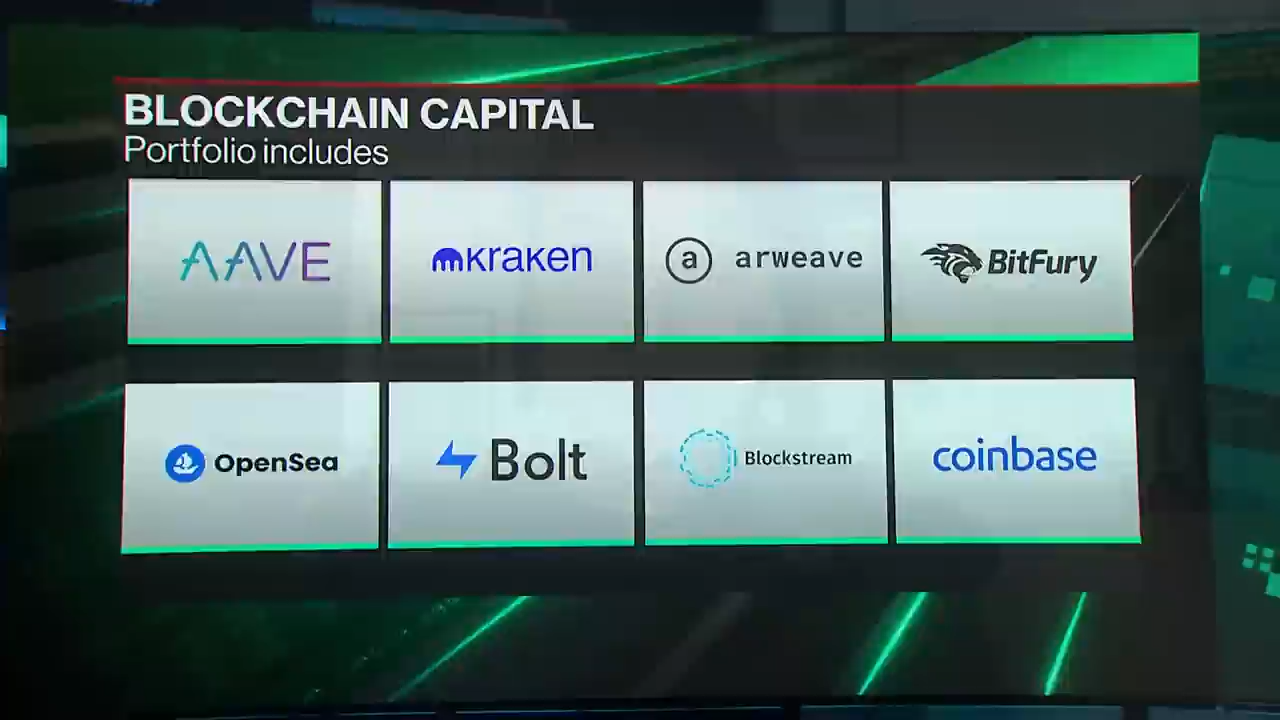 BLOCKCHAIN CAPITAL
Portfolio includes
AAVE
kraken
a arweave
BitFury
OpenSea
Bolt
Blockstream
coinbase